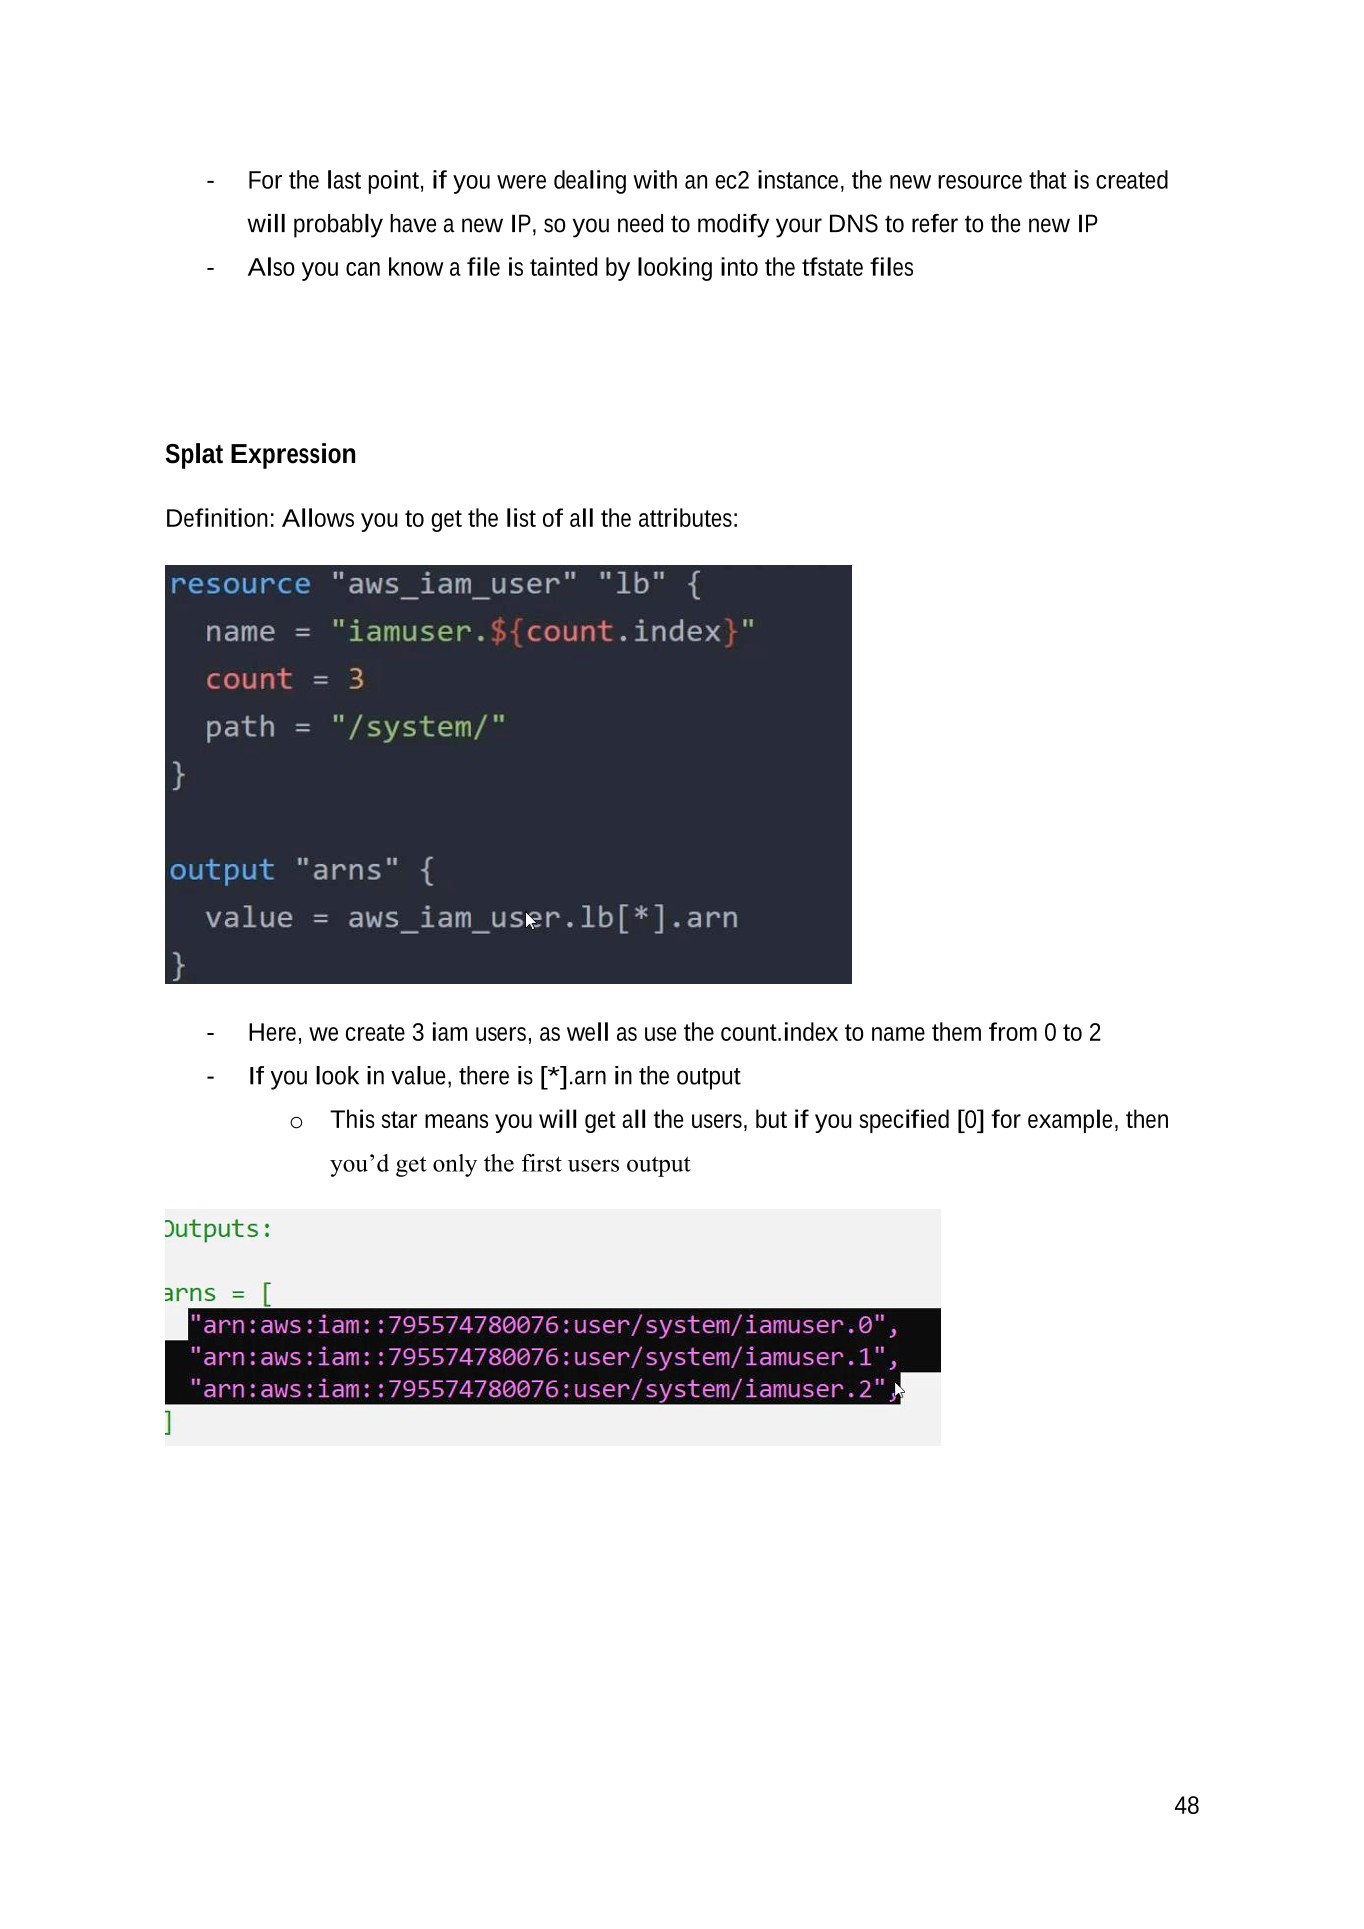 - For the last point, if you were dealing with an ec2 instance, the new resource that is created
will probably have a new IP, so you need to modify your DNS to refer to the new IP
- Also you can know a file is tainted by looking into the tfstate files
Splat Expression
Definition: Allows you to get the list of all the attributes:
resource "aws_iam_user" "lb" {
  name = "iamuser.${count.index}"
  count = 3
  path = "/system/"
}
output "arns" {
  value = aws_iam_user.lb[*].arn
}
- Here, we create 3 iam users, as well as use the count.index to name them from 0 to 2
- If you look in value, there is [*].arn in the output
o This star means you will get all the users, but if you specified [0] for example, then
you’d get only the first users output
Outputs:
arns = [
  "arn:aws:iam::795574780076:user/system/iamuser.0",
  "arn:aws:iam::795574780076:user/system/iamuser.1",
  "arn:aws:iam::795574780076:user/system/iamuser.2",
]
48